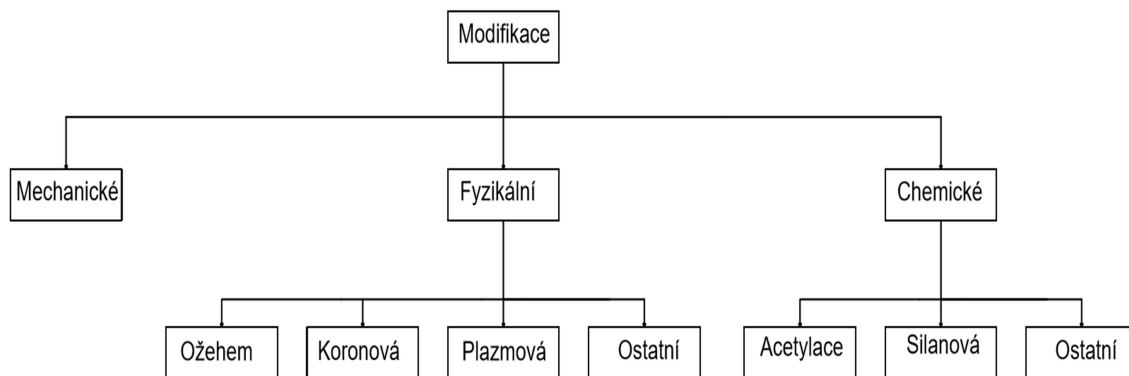 Modifikace
Mechanické
Fyzikální
Chemické
Ožehem
Koronová
Plazmová
Ostatní
Acetylace
Silanová
Ostatní